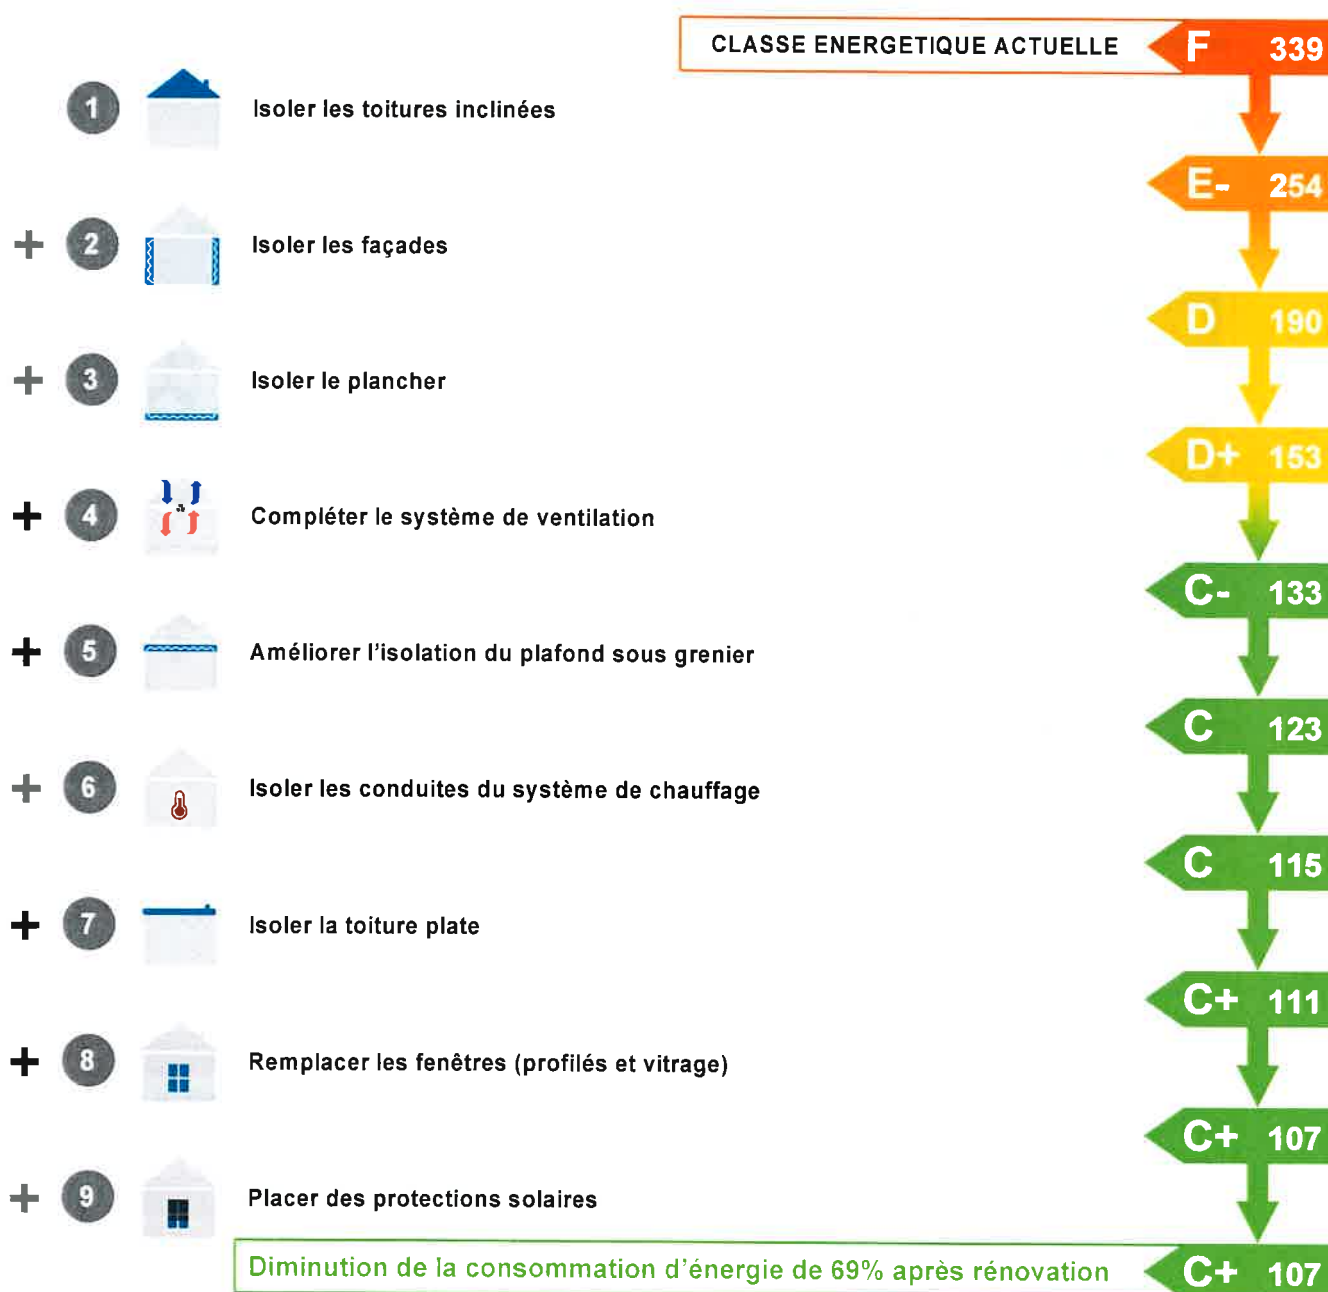 CLASSE ENERGETIQUE ACTUELLE F 339
1 Isoler les toitures inclinées
E- 254
+ 2 Isoler les façades
D 190
+ 3 Isoler le plancher
D+ 153
+ 4 Compléter le système de ventilation
C- 133
+ 5 Améliorer l'isolation du plafond sous grenier
C 123
+ 6 Isoler les conduites du système de chauffage
C 115
+ 7 Isoler la toiture plate
C+ 111
+ 8 Remplacer les fenêtres (profilés et vitrage)
C+ 107
+ 9 Placer des protections solaires
Diminution de la consommation d'énergie de 69% après rénovation C+ 107